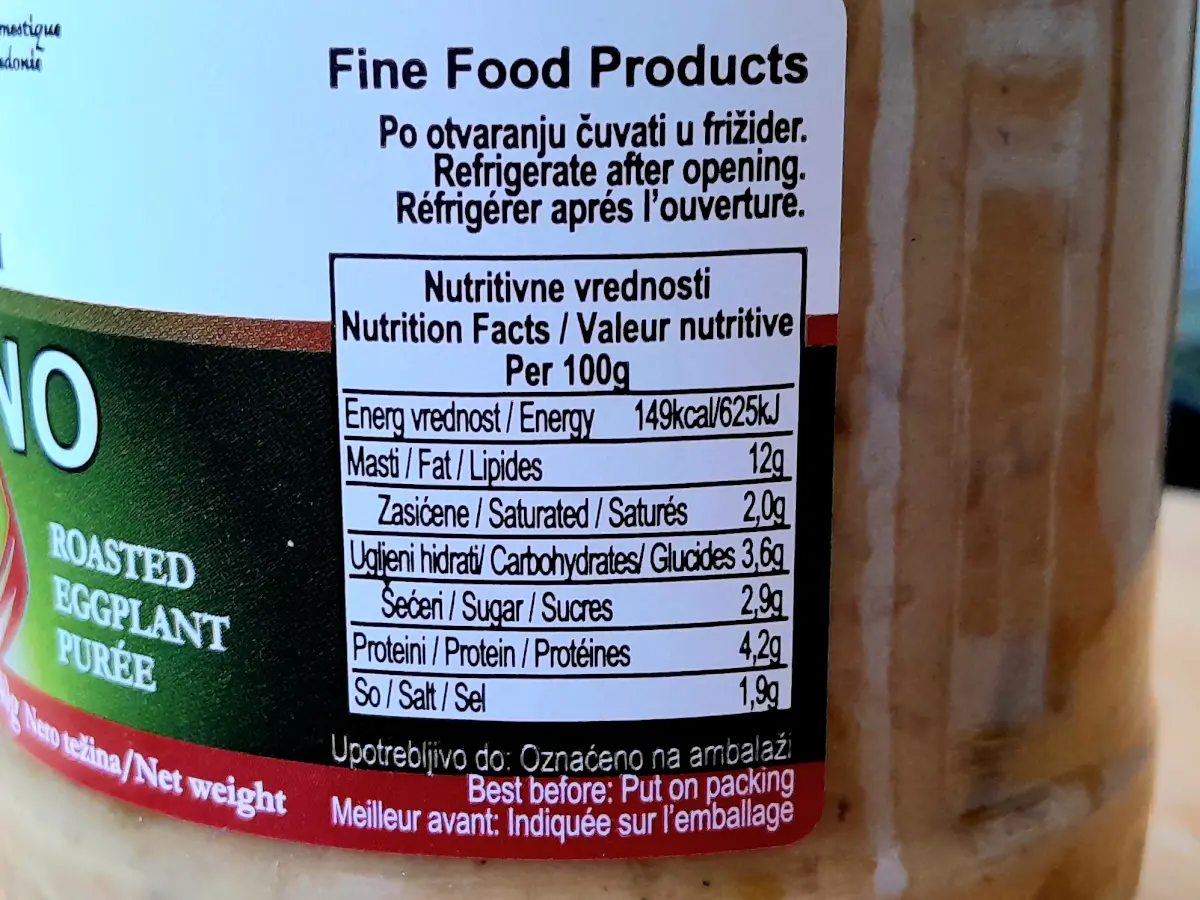 mestique
Fine Food Products
Po otvaranju čuvati u frižider.
Refrigerate after opening.
Réfrigérer aprés l'ouverture.
Nutritivne vrednosti
Nutrition Facts / Valeur nutritive
Per 100g
Energ vrednost / Energy 149kcal/625kJ
Masti / Fat / Lipides 12g
Zasićene / Saturated / Saturés 2,0g
Ugljeni hidrati/ Carbohydrates/ Glucides 3,6g
Šećeri / Sugar / Sucres 2,9g
Proteini / Protein / Protéines 4,2g
So / Salt / Sel 1,9g
NO
ROASTED
EGGPLANT
PURÉE
g Neto težina/Net weight
Upotrebljivo do: Oznaćeno na ambalaži
Best before: Put on packing
Meilleur avant: Indiquée sur l'emballage